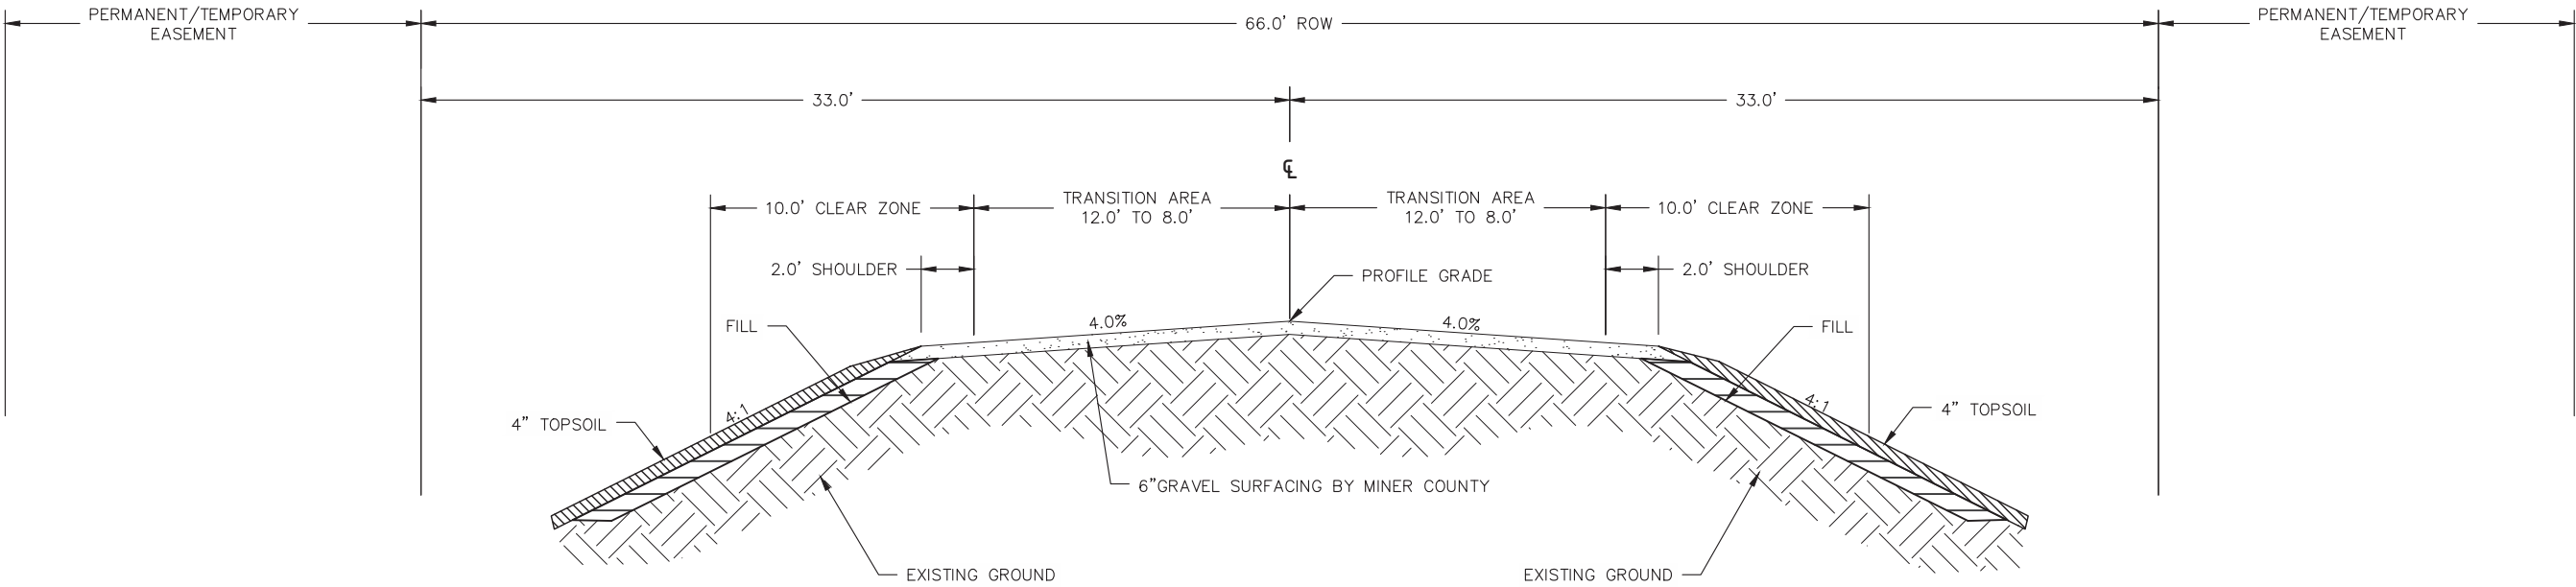 PERMANENT/TEMPORARY
EASEMENT
66.0' ROW
PERMANENT/TEMPORARY
EASEMENT
33.0'
33.0'
℄
10.0' CLEAR ZONE
TRANSITION AREA
12.0' TO 8.0'
TRANSITION AREA
12.0' TO 8.0'
10.0' CLEAR ZONE
2.0' SHOULDER
PROFILE GRADE
2.0' SHOULDER
FILL
4.0%
4.0%
FILL
4:1
4:1
4" TOPSOIL
4" TOPSOIL
6"GRAVEL SURFACING BY MINER COUNTY
EXISTING GROUND
EXISTING GROUND